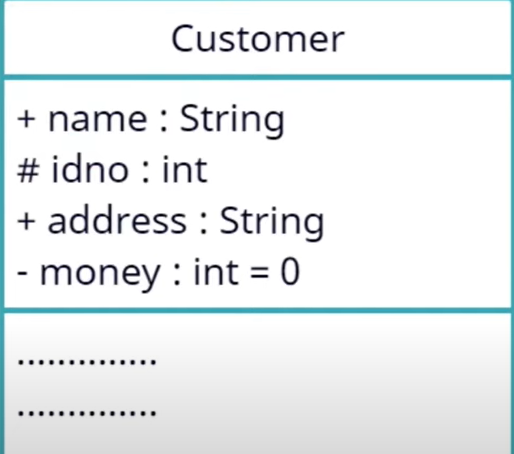 Customer
+ name : String
# idno : int
+ address : String
- money : int = 0
..............
..............